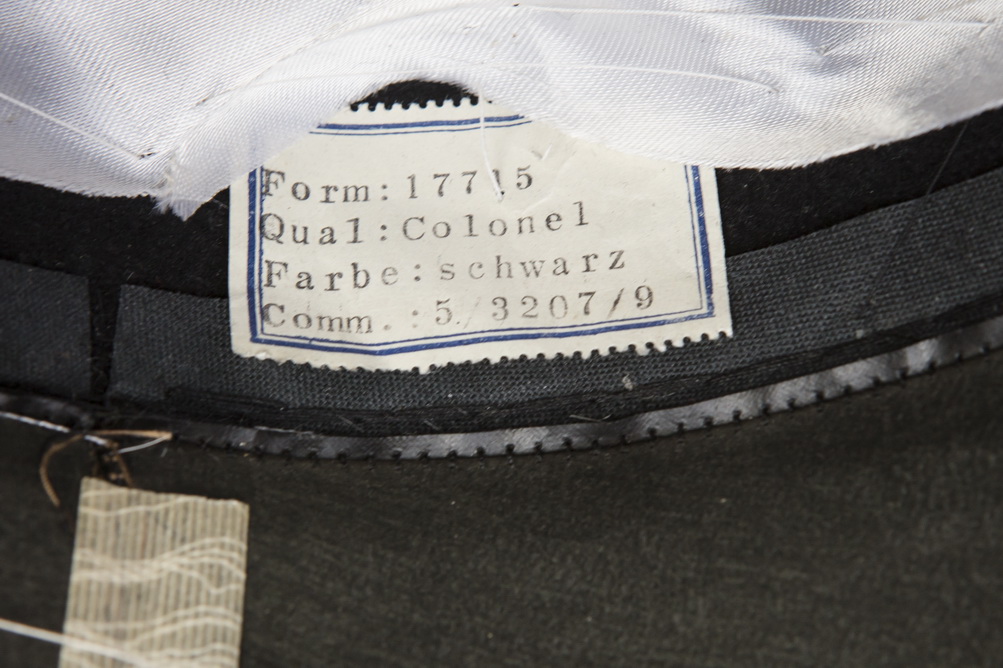 Form: 17715
Qual: Colonel
Farbe: schwarz
Comm. : 5/3207/9